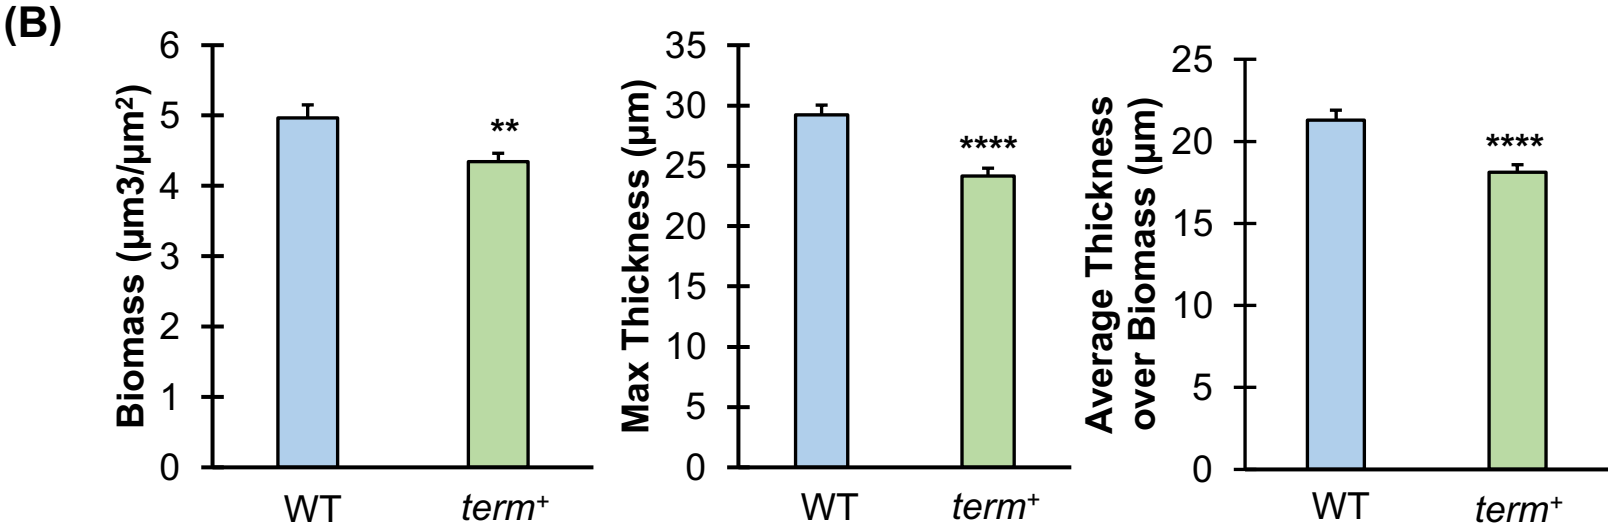 (B)
Biomass (µm3/µm²)
6
5
4
3
2
1
0
**
WT
term⁺
Max Thickness (µm)
35
30
25
20
15
10
5
0
****
WT
term⁺
Average Thickness
over Biomass (µm)
25
20
15
10
5
0
****
WT
term⁺